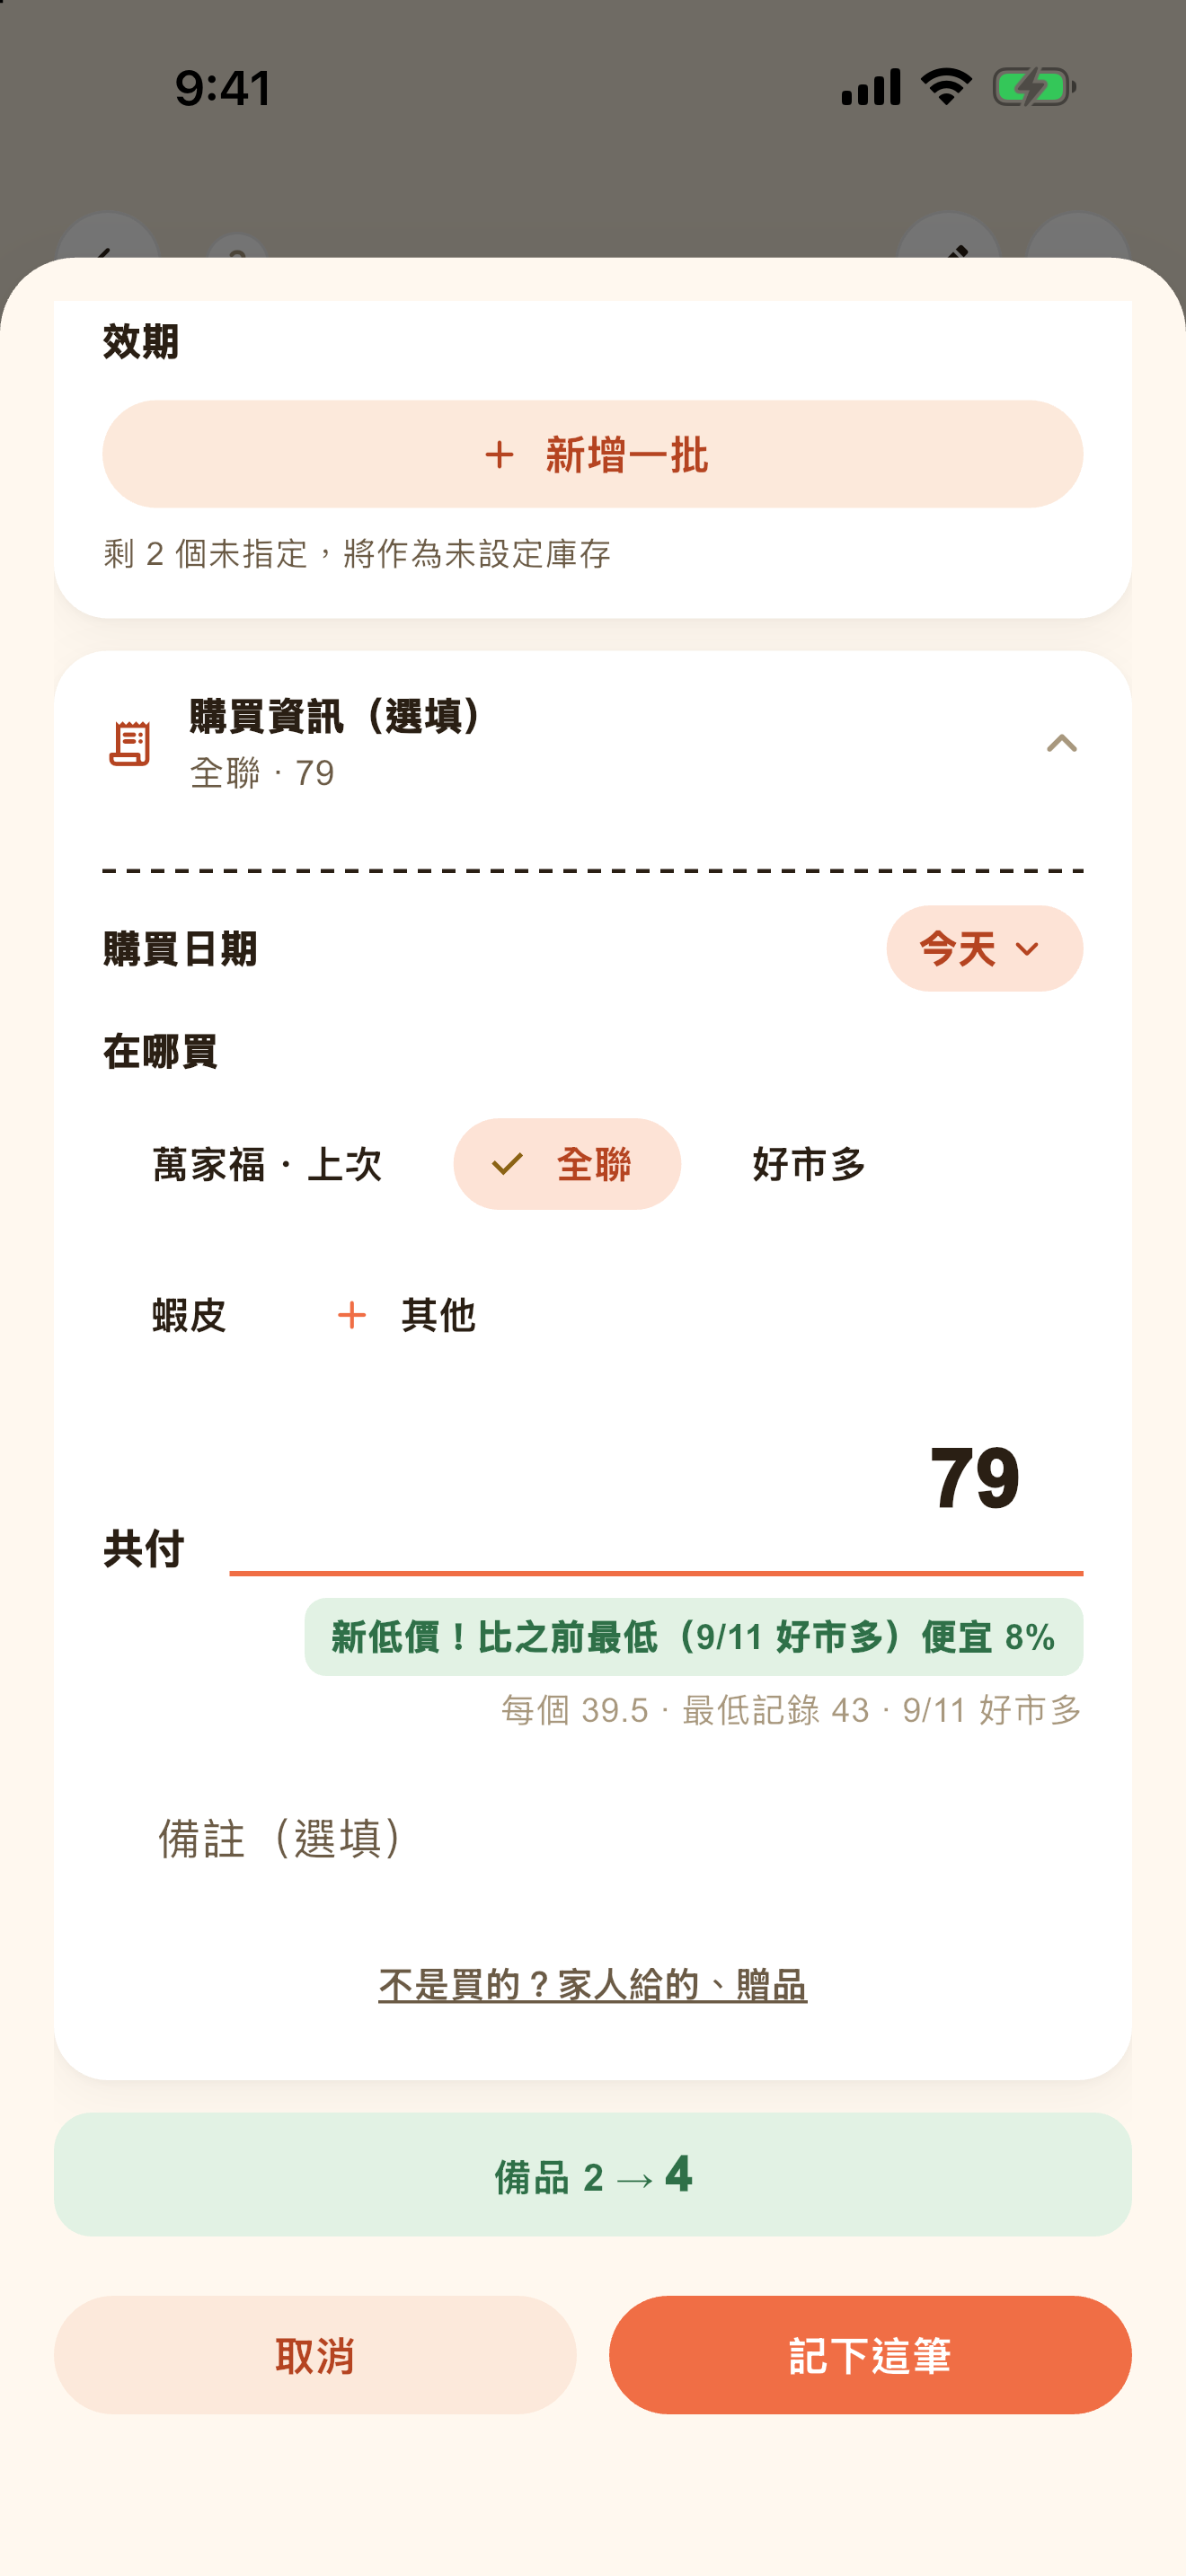 9:41
效期
+ 新增一批
剩 2 個未指定，將作為未設定庫存
購買資訊（選填）
全聯 · 79
購買日期
今天
在哪買
萬家福 · 上次
全聯
好市多
蝦皮
+ 其他
79
共付
新低價！比之前最低（9/11 好市多）便宜 8%
每個 39.5 · 最低記錄 43 · 9/11 好市多
備註（選填）
不是買的？家人給的、贈品
備品 2 → 4
取消
記下這筆